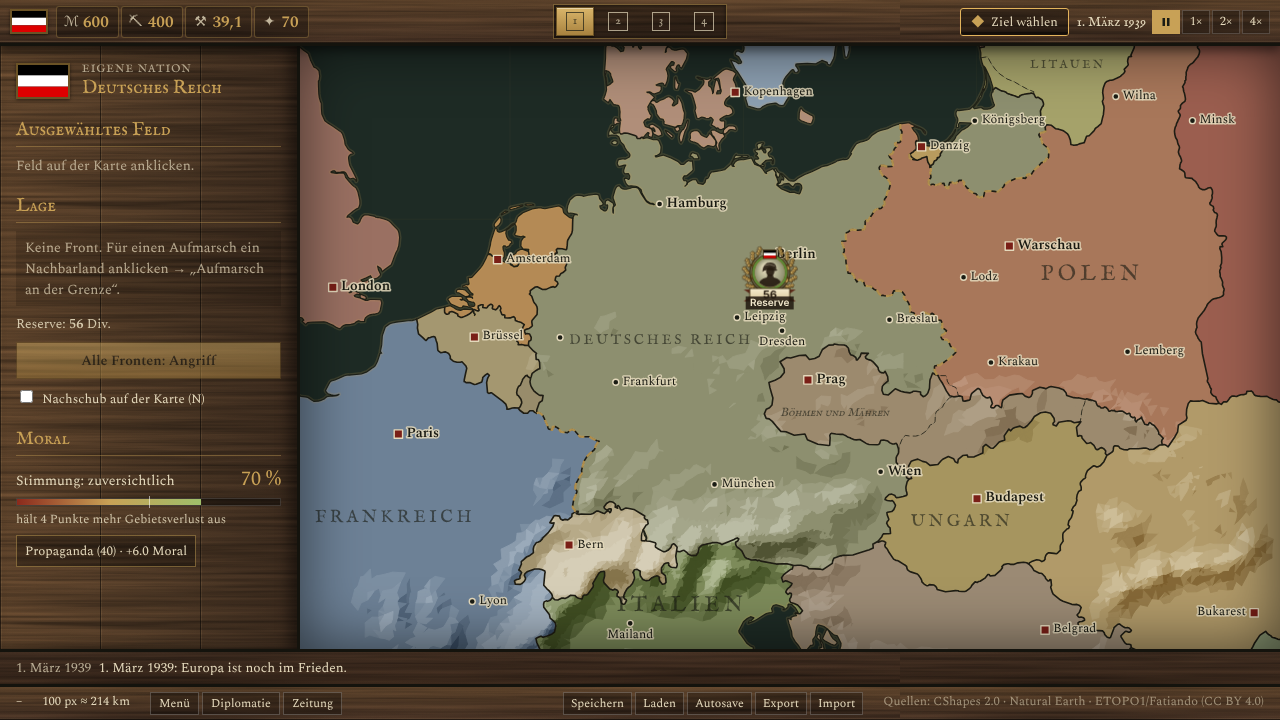 ℳ 600
400
39,1
70
1
2
3
4
Ziel wählen
1. März 1939
1×
2×
4×
Eigene Nation
Deutsches Reich
Ausgewähltes Feld
Feld auf der Karte anklicken.
Lage
Keine Front. Für einen Aufmarsch ein
Nachbarland anklicken → „Aufmarsch
an der Grenze“.
Reserve: 56 Div.
Alle Fronten: Angriff
Nachschub auf der Karte (N)
Moral
Stimmung: zuversichtlich
70 %
hält 4 Punkte mehr Gebietsverlust aus
Propaganda (40) · +6.0 Moral
LITAUEN
Kopenhagen
Wilna
Königsberg
Minsk
Danzig
Hamburg
Berlin
56
Reserve
Warschau
Amsterdam
Lodz
POLEN
London
Leipzig
Breslau
Brüssel
DEUTSCHES REICH
Dresden
Lemberg
Krakau
Frankfurt
Prag
Böhmen und Mähren
Paris
Wien
München
Budapest
FRANKREICH
UNGARN
Bern
Lyon
ITALIEN
Mailand
Bukarest
Belgrad
1. März 1939 1. März 1939: Europa ist noch im Frieden.
– 100 px ≈ 214 km
Menü
Diplomatie
Zeitung
Speichern
Laden
Autosave
Export
Import
Quellen: CShapes 2.0 · Natural Earth · ETOPO1/Fatiando (CC BY 4.0)